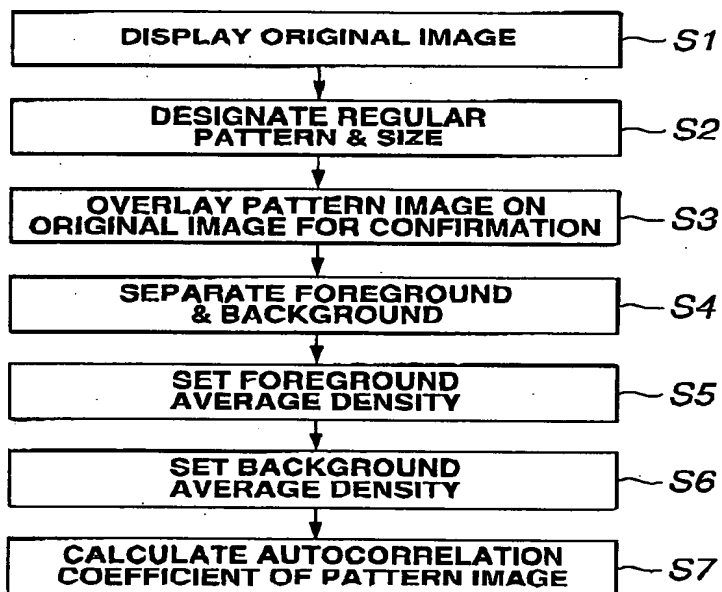 DISPLAY ORIGINAL IMAGE
S1
DESIGNATE REGULAR
PATTERN & SIZE
S2
OVERLAY PATTERN IMAGE ON
ORIGINAL IMAGE FOR CONFIRMATION
S3
SEPARATE FOREGROUND
& BACKGROUND
S4
SET FOREGROUND
AVERAGE DENSITY
S5
SET BACKGROUND
AVERAGE DENSITY
S6
CALCULATE AUTOCORRELATION
COEFFICIENT OF PATTERN IMAGE
S7